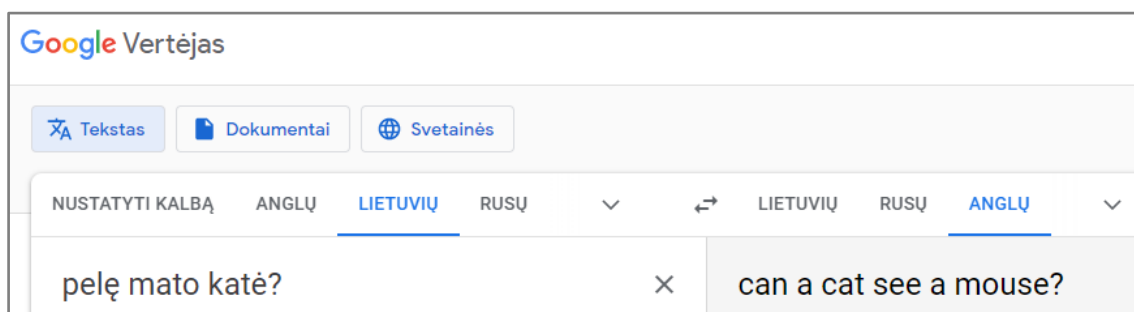 Google Vertėjas
Tekstas Dokumentai Svetainės
NUSTATYTI KALBĄ ANGLŲ LIETUVIŲ RUSŲ LIETUVIŲ RUSŲ ANGLŲ
pelę mato katė? can a cat see a mouse?